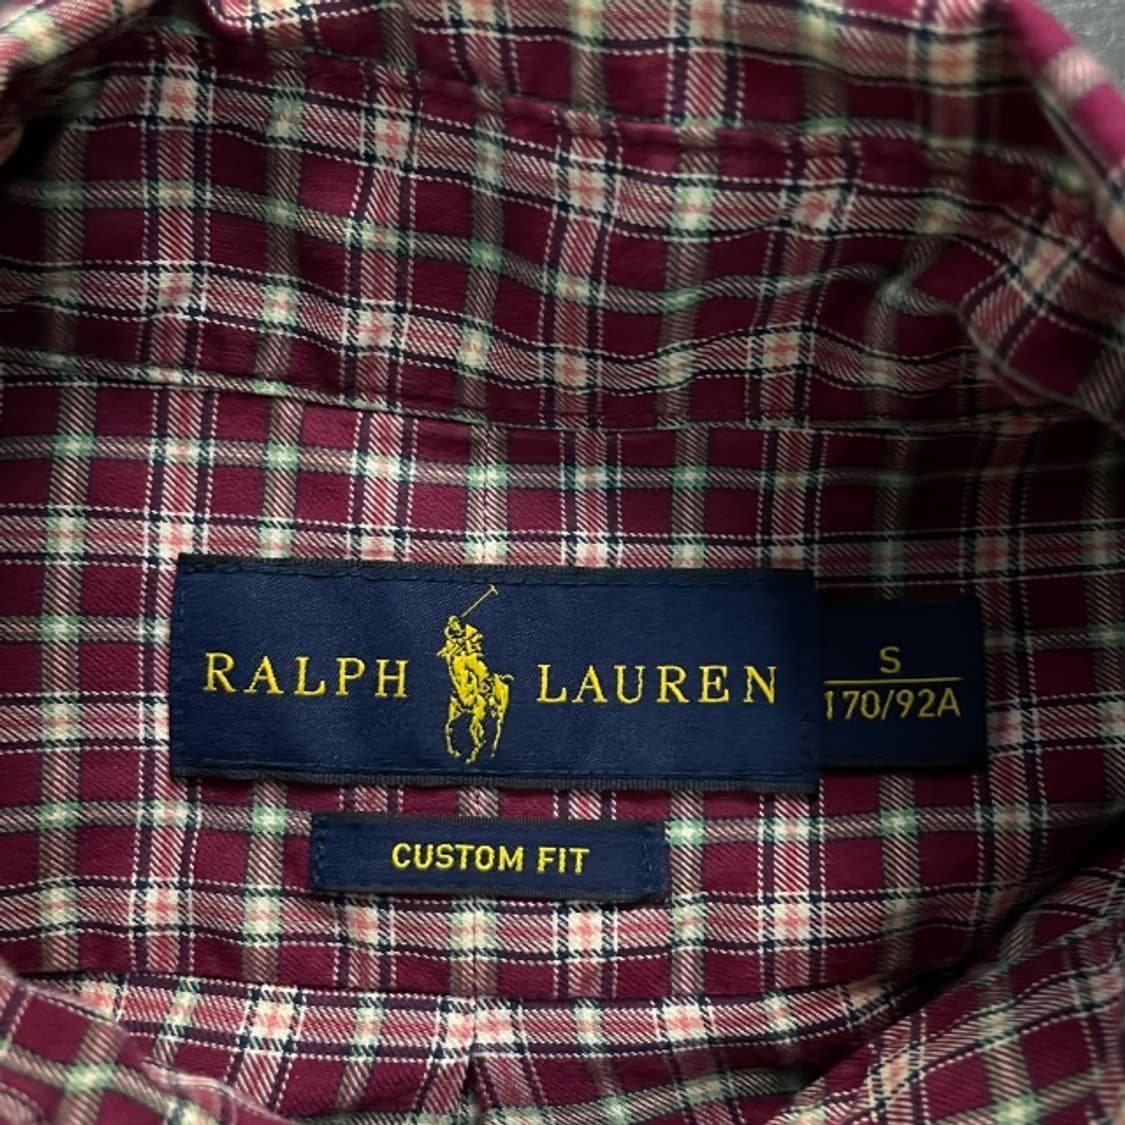 RALPH LAUREN
S
170/92A
CUSTOM FIT